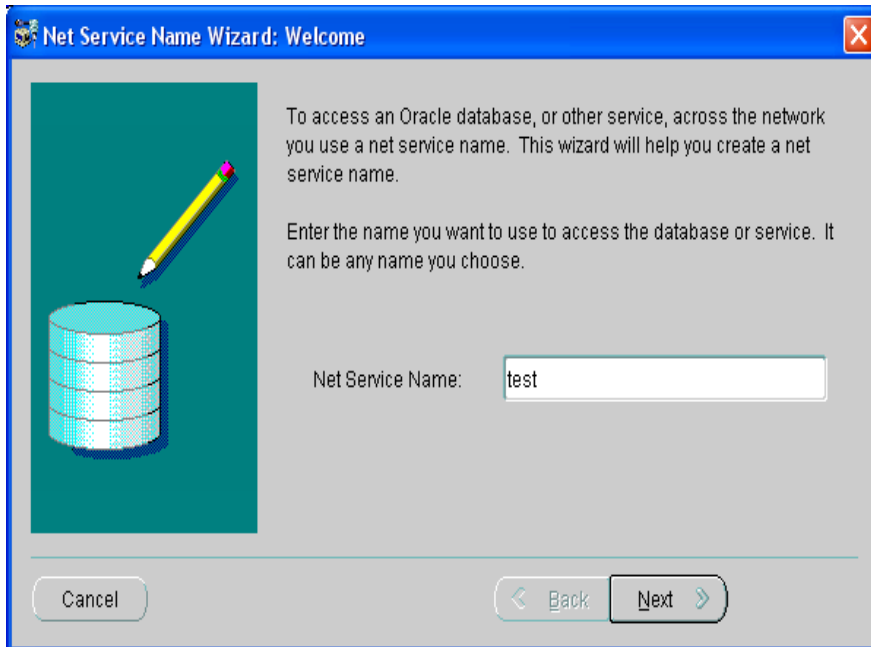 Net Service Name Wizard: Welcome
To access an Oracle database, or other service, across the network
you use a net service name. This wizard will help you create a net
service name.
Enter the name you want to use to access the database or service. It
can be any name you choose.
Net Service Name: test
Cancel Back Next